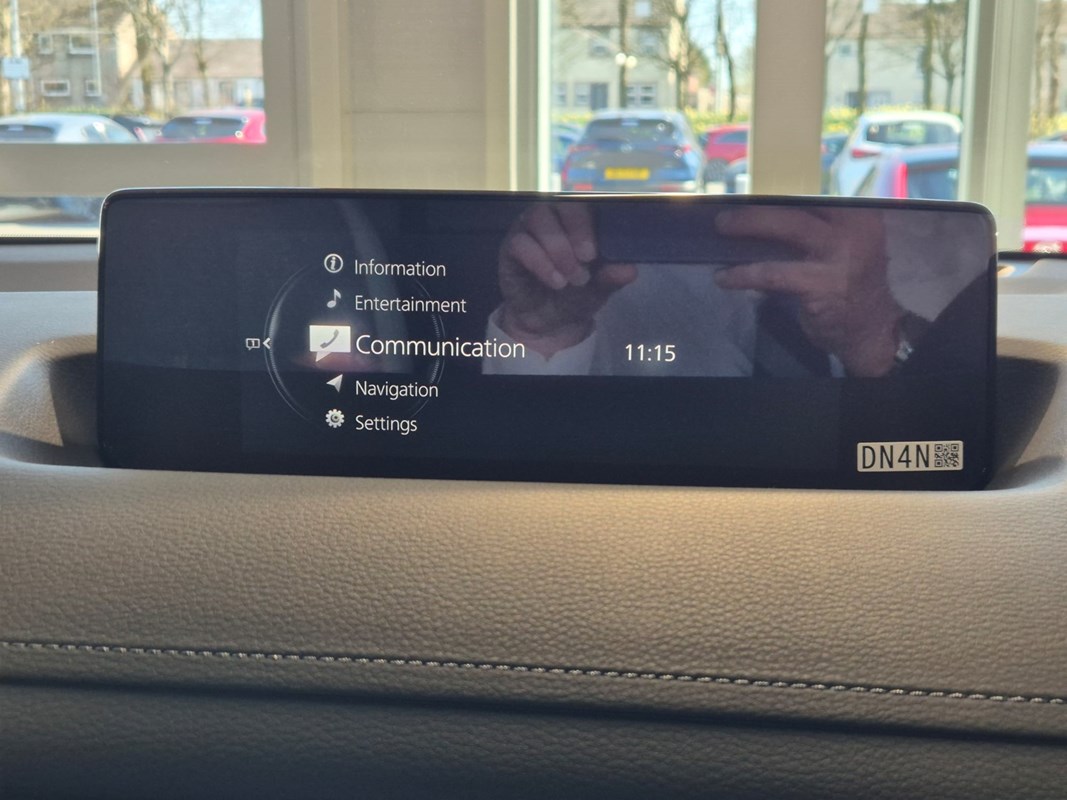 Information
Entertainment
Communication
11:15
Navigation
Settings
DN4N